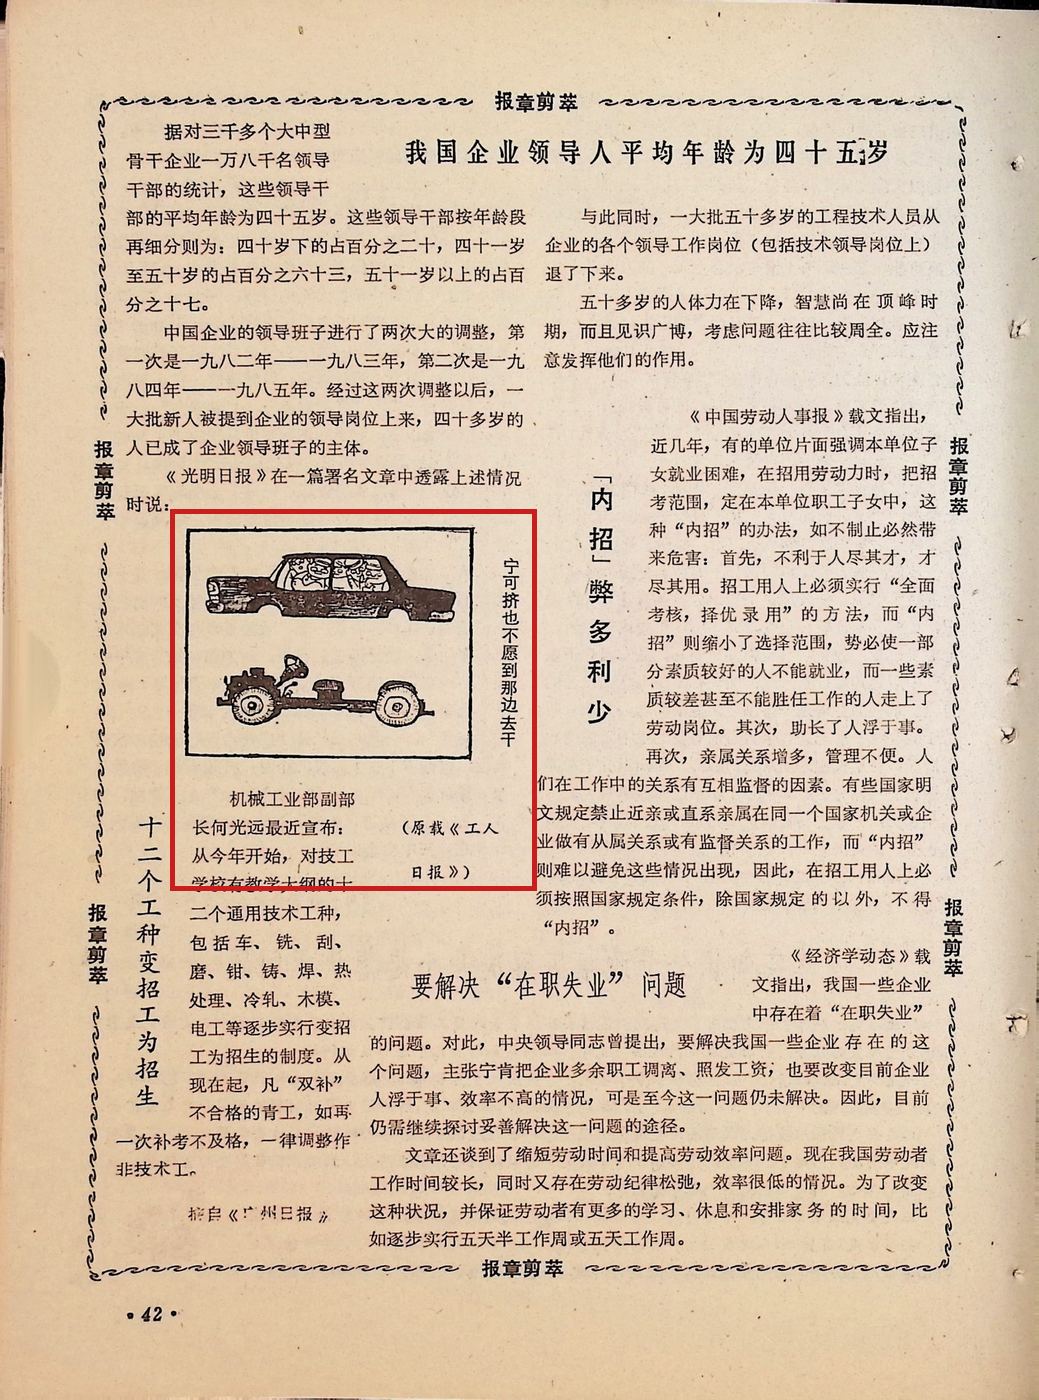 报章剪萃
我国企业领导人平均年龄为四十五岁
据对三千多个大中型
骨干企业一万八千名领导
干部的统计，这些领导干
部的平均年龄为四十五岁。这些领导干部按年龄段
再细分则为：四十岁下的占百分之二十，四十一岁
至五十岁的占百分之六十三，五十一岁以上的占百
分之十七。
中国企业的领导班子进行了两次大的调整，第
一次是一九八二年——一九八三年，第二次是一九
八四年——一九八五年。经过这两次调整以后，一
大批新人被提到企业的领导岗位上来，四十多岁的
人已成了企业领导班子的主体。
《光明日报》在一篇署名文章中透露上述情况
时说：
与此同时，一大批五十多岁的工程技术人员从
企业的各个领导工作岗位（包括技术领导岗位上）
退了下来。
五十多岁的人体力在下降，智慧尚在顶峰时
期，而且见识广博，考虑问题往往比较周全。应注
意发挥他们的作用。
报章剪萃
报章剪萃
宁可挤也不愿到那边去干
（原载《工人
日报》）
「内招」弊多利少
《中国劳动人事报》载文指出，
近几年，有的单位片面强调本单位子
女就业困难，在招用劳动力时，把招
考范围，定在本单位职工子女中，这
种“内招”的办法，如不制止必然带
来危害：首先，不利于人尽其才，才
尽其用。招工用人上必须实行“全面
考核，择优录用”的方法，而“内
招”则缩小了选择范围，势必使一部
分素质较好的人不能就业，而一些素
质较差甚至不能胜任工作的人走上了
劳动岗位。其次，助长了人浮于事。
再次，亲属关系增多，管理不便。人
们在工作中的关系有互相监督的因素。有些国家明
文规定禁止近亲或直系亲属在同一个国家机关或企
业做有从属关系或有监督关系的工作，而“内招”
则难以避免这些情况出现，因此，在招工用人上必
须按照国家规定条件，除国家规定的以外，不得
“内招”。
十二个工种变招工为招生
机械工业部副部
长何光远最近宣布：
从今年开始，对技工
学校有教学大纲的十
二个通用技术工种，
包括车、铣、刮、
磨、钳、铸、焊、热
处理、冷轧、木模、
电工等逐步实行变招
工为招生的制度。从
现在起，凡“双补”
不合格的青工，如再
一次补考不及格，一律调整作
非技术工。
摘自《广州日报》
报章剪萃
报章剪萃
要解决“在职失业”问题
《经济学动态》载
文指出，我国一些企业
中存在着“在职失业”
的问题。对此，中央领导同志曾提出，要解决我国一些企业存在的这
个问题，主张宁肯把企业多余职工调离、照发工资；也要改变目前企业
人浮于事、效率不高的情况，可是至今这一问题仍未解决。因此，目前
仍需继续探讨妥善解决这一问题的途径。
文章还谈到了缩短劳动时间和提高劳动效率问题。现在我国劳动者
工作时间较长，同时又存在劳动纪律松弛，效率很低的情况。为了改变
这种状况，并保证劳动者有更多的学习、休息和安排家务的时间，比
如逐步实行五天半工作周或五天工作周。
报章剪萃
·42·